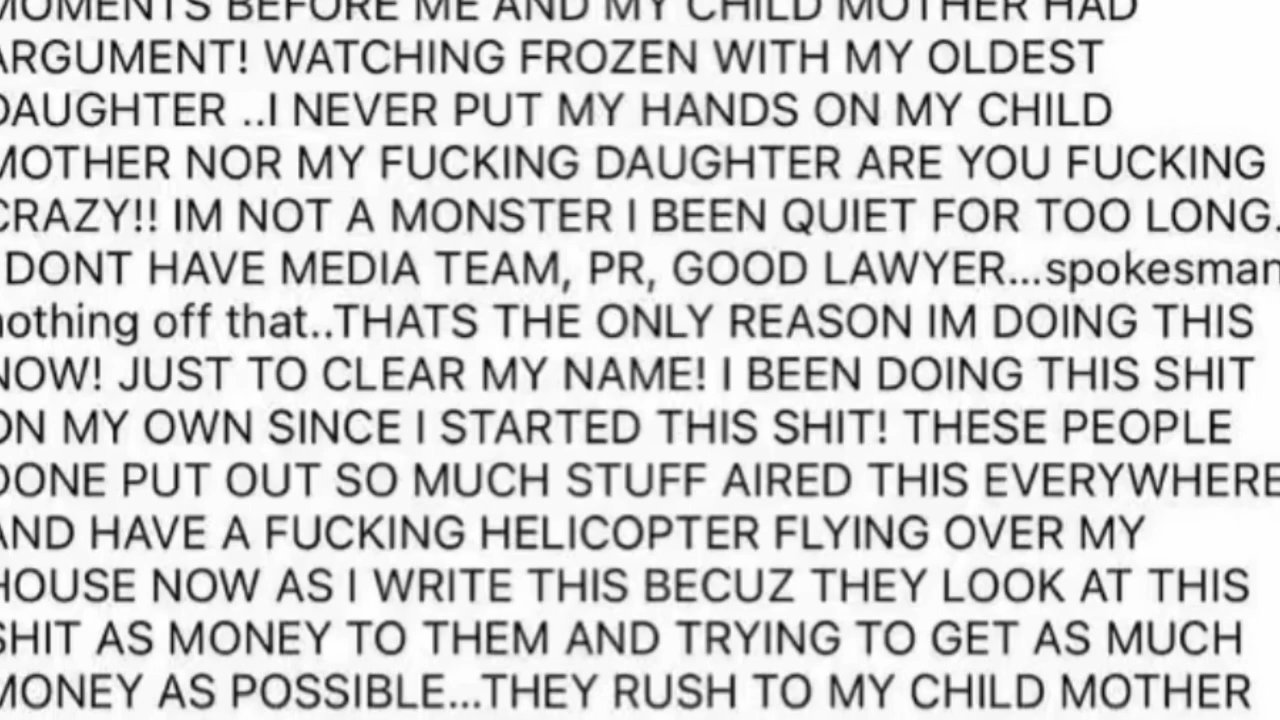 MOMENTS BEFORE ME AND MY CHILD MOTHER HAD
ARGUMENT! WATCHING FROZEN WITH MY OLDEST
DAUGHTER ..I NEVER PUT MY HANDS ON MY CHILD
MOTHER NOR MY FUCKING DAUGHTER ARE YOU FUCKING
CRAZY!! IM NOT A MONSTER I BEEN QUIET FOR TOO LONG.
DONT HAVE MEDIA TEAM, PR, GOOD LAWYER...spokesman
nothing off that..THATS THE ONLY REASON IM DOING THIS
NOW! JUST TO CLEAR MY NAME! I BEEN DOING THIS SHIT
ON MY OWN SINCE I STARTED THIS SHIT! THESE PEOPLE
DONE PUT OUT SO MUCH STUFF AIRED THIS EVERYWHERE
AND HAVE A FUCKING HELICOPTER FLYING OVER MY
HOUSE NOW AS I WRITE THIS BECUZ THEY LOOK AT THIS
SHIT AS MONEY TO THEM AND TRYING TO GET AS MUCH
MONEY AS POSSIBLE...THEY RUSH TO MY CHILD MOTHER